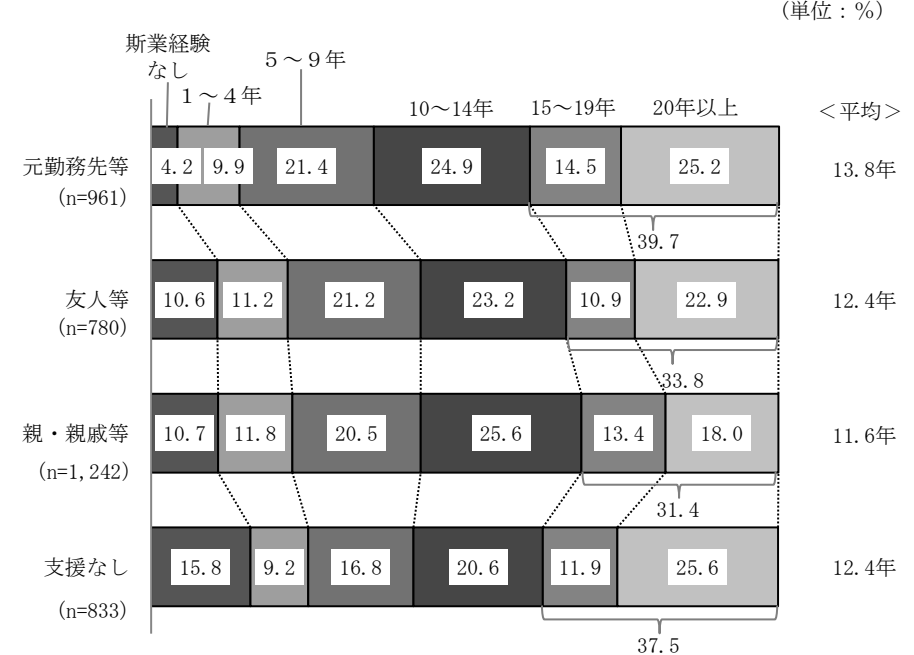 （単位：％）
斯業経験
なし
１～４年
５～９年
10～14年
15～19年
20年以上
＜平均＞
元勤務先等
(n=961)
4.2 9.9 21.4 24.9 14.5 25.2
13.8年
39.7
友人等
(n=780)
10.6 11.2 21.2 23.2 10.9 22.9
12.4年
33.8
親・親戚等
(n=1,242)
10.7 11.8 20.5 25.6 13.4 18.0
11.6年
31.4
支援なし
(n=833)
15.8 9.2 16.8 20.6 11.9 25.6
12.4年
37.5